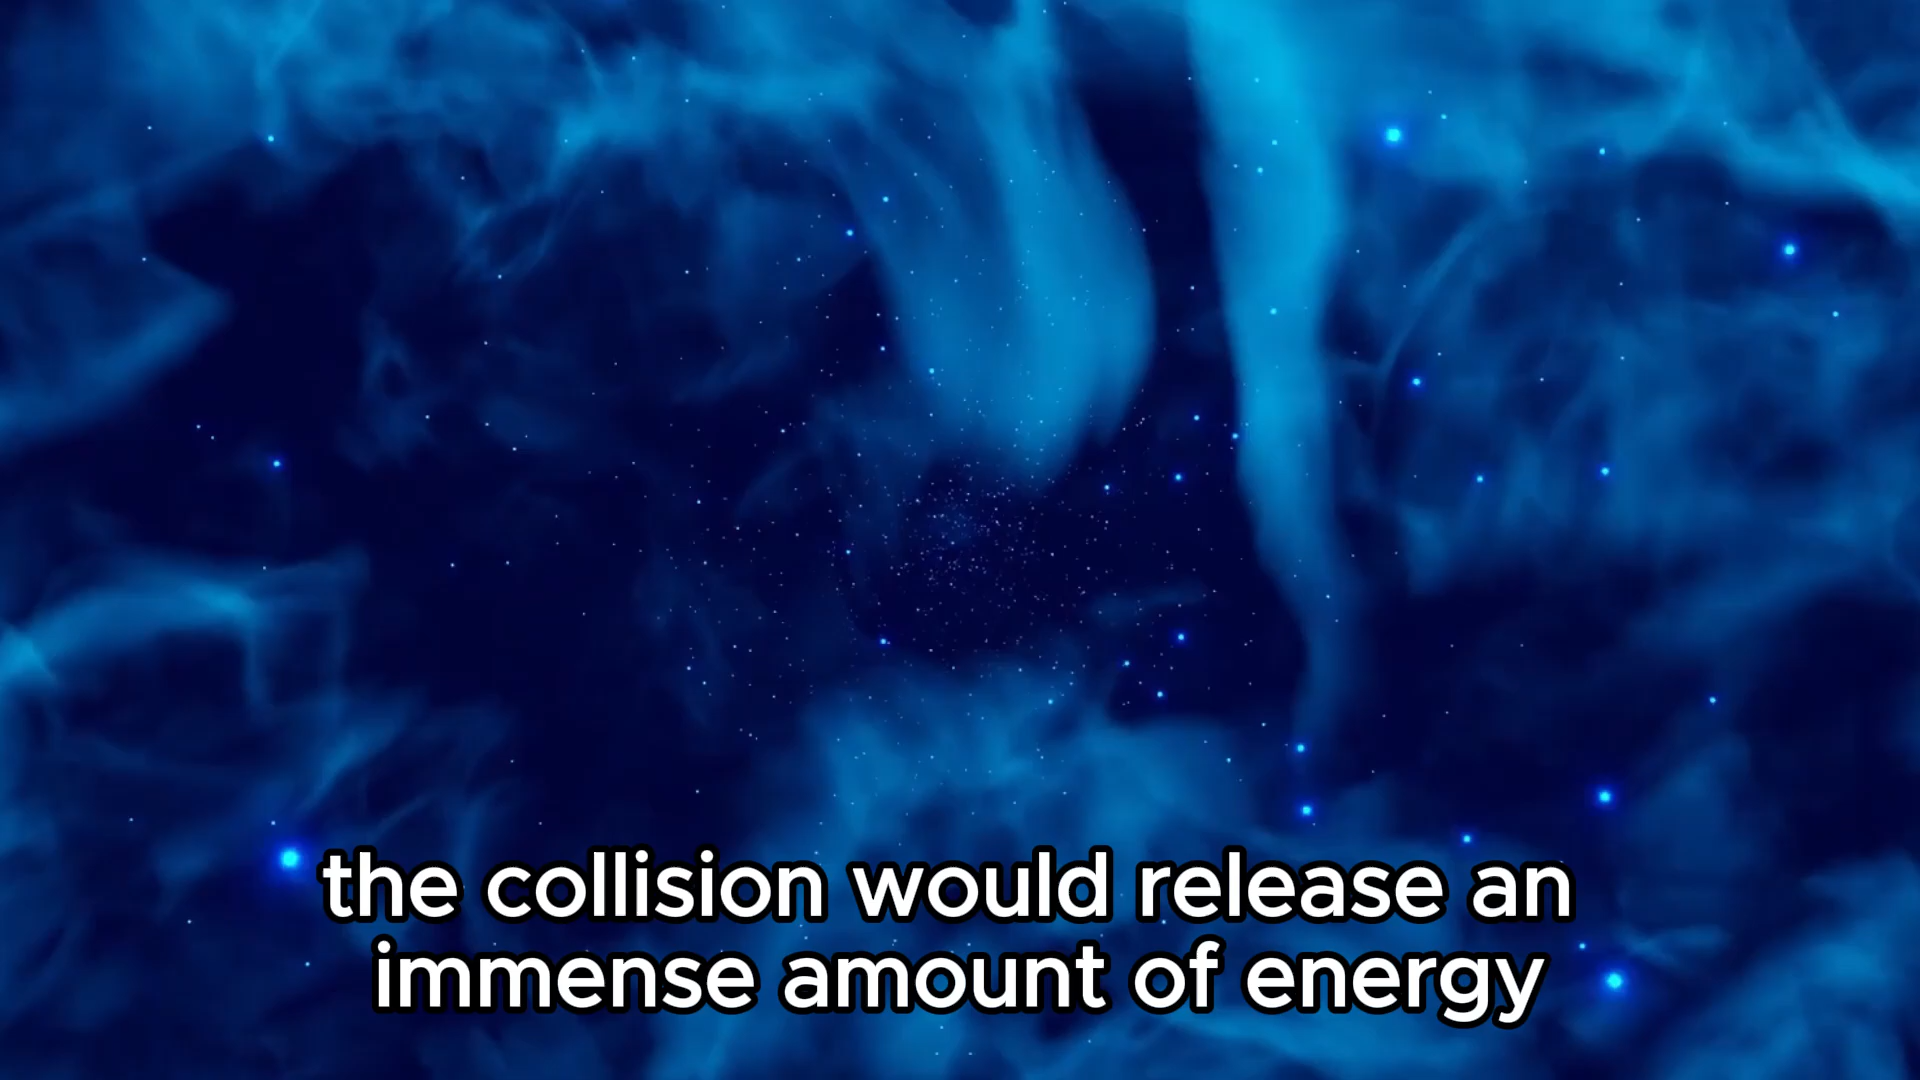 the collision would release an
immense amount of energy